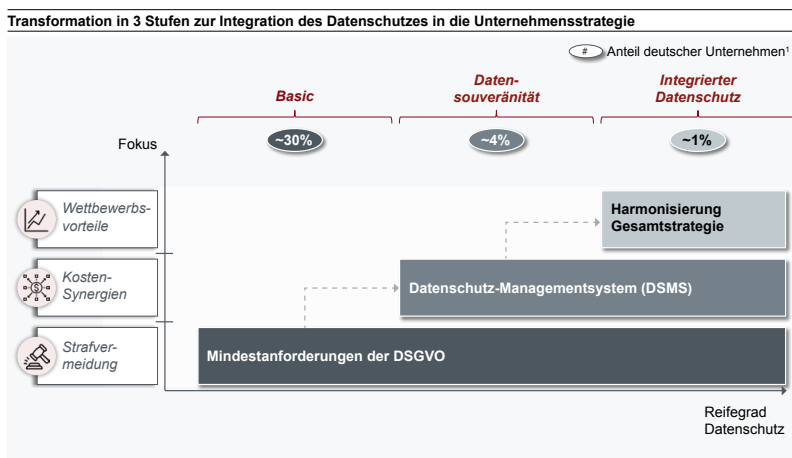 Transformation in 3 Stufen zur Integration des Datenschutzes in die Unternehmensstrategie
# Anteil deutscher Unternehmen¹
Basic
Daten-
souveränität
Integrierter
Datenschutz
~30%
~4%
~1%
Fokus
Wettbewerbs-
vorteile
Harmonisierung
Gesamtstrategie
Kosten-
Synergien
Datenschutz-Managementsystem (DSMS)
Strafver-
meidung
Mindestanforderungen der DSGVO
Reifegrad
Datenschutz